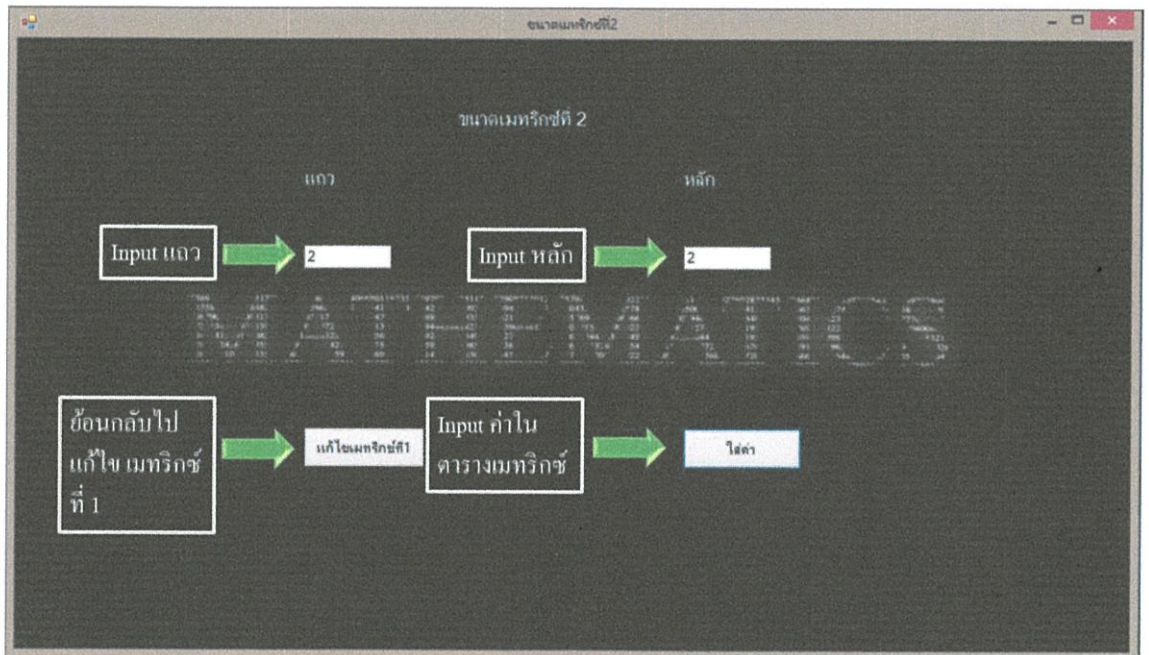 ขนาดเมทริกซ์ที่2
ขนาดเมทริกซ์ที่ 2
แถว
หลัก
Input แถว
2
Input หลัก
2
MATHEMATICS
ย้อนกลับไป
แก้ไข เมทริกซ์
ที่ 1
แก้ไขเมทริกซ์ที่1
Input ค่าใน
ตารางเมทริกซ์
ใส่ค่า